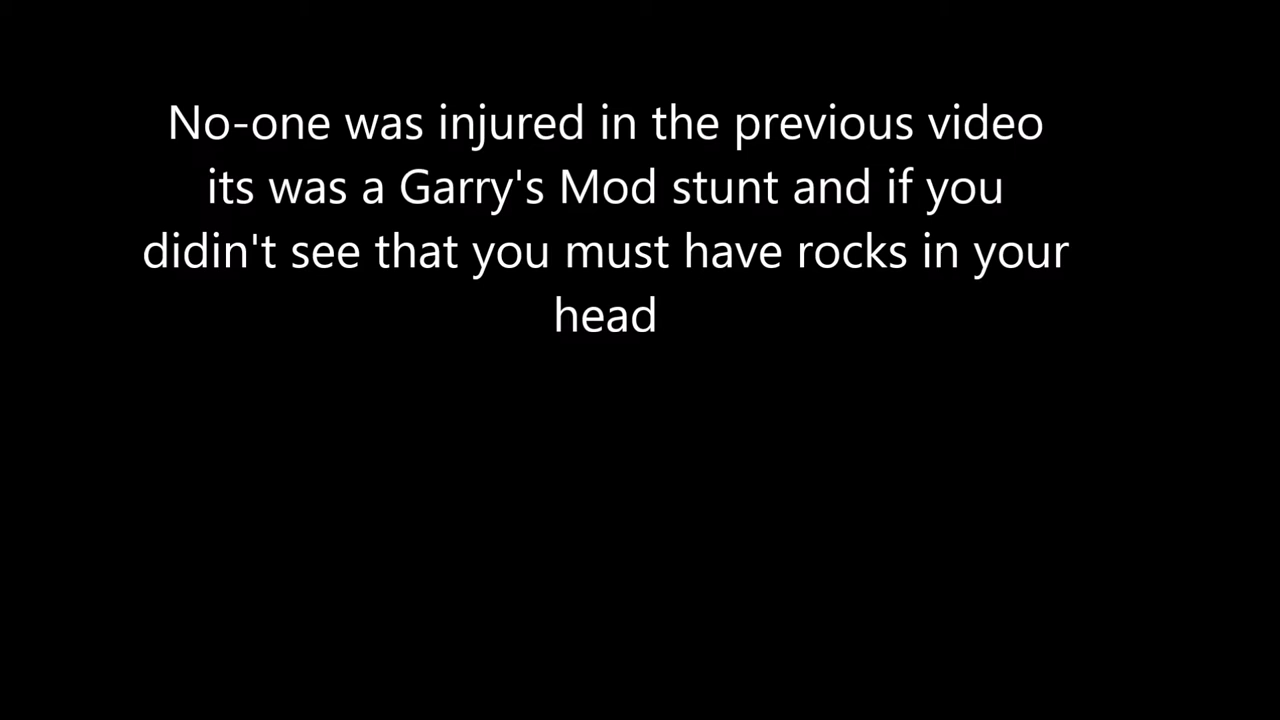 No-one was injured in the previous video
its was a Garry's Mod stunt and if you
didin't see that you must have rocks in your
head